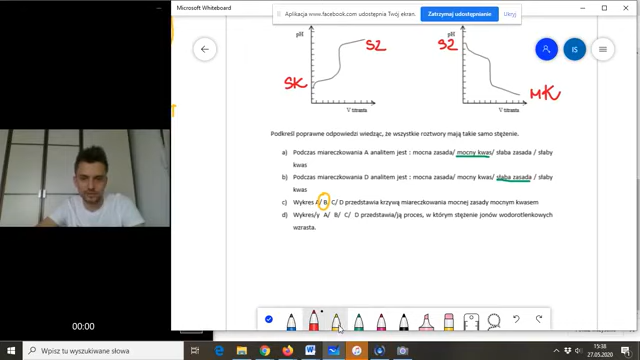 Microsoft Whiteboard
Aplikacja www.facebook.com udostępnia Twój ekran.
Zatrzymaj udostępnianie
Ukryj
IS
pH
SZ
SK
V titranta
pH
SZ
MK
V titranta
Podkreśl poprawne odpowiedzi wiedząc, że wszystkie roztwory mają takie samo stężenie.
a) Podczas miareczkowania A analitem jest : mocna zasada/ mocny kwas/ słaba zasada / słaby
kwas
b) Podczas miareczkowania D analitem jest : mocna zasada/ mocny kwas/ słaba zasada / słaby
kwas
c) Wykres A/ B/ C/ D przedstawia krzywą miareczkowania mocnej zasady mocnym kwasem
d) Wykres/y A/ B/ C/ D przedstawia/ją proces, w którym stężenie jonów wodorotlenkowych
wzrasta.
00:00
Wpisz tu wyszukiwane słowa
15:38
27.05.2020